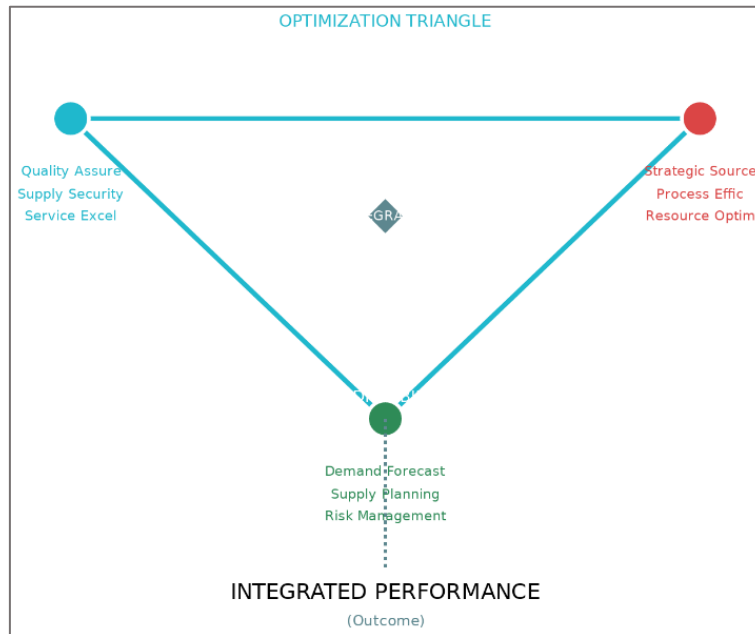 OPTIMIZATION TRIANGLE
Quality Assure
Supply Security
Service Excel
Strategic Source
Process Effic
Resource Optim
Demand Forecast
Supply Planning
Risk Management
INTEGRATED PERFORMANCE
(Outcome)